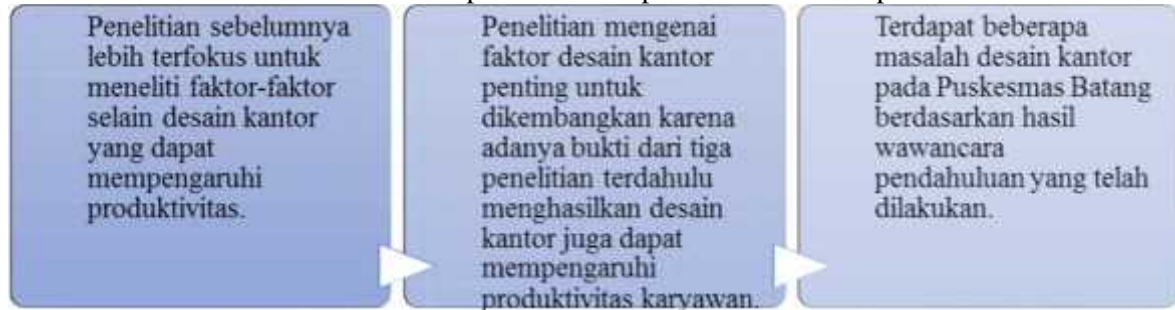 Penelitian sebelumnya
lebih terfokus untuk
meneliti faktor-faktor
selain desain kantor
yang dapat
mempengaruhi
produktivitas.
Penelitian mengenai
faktor desain kantor
penting untuk
dikembangkan karena
adanya bukti dari tiga
penelitian terdahulu
menghasilkan desain
kantor juga dapat
mempengaruhi
produktivitas karyawan.
Terdapat beberapa
masalah desain kantor
pada Puskesmas Batang
berdasarkan hasil
wawancara
pendahuluan yang telah
dilakukan.